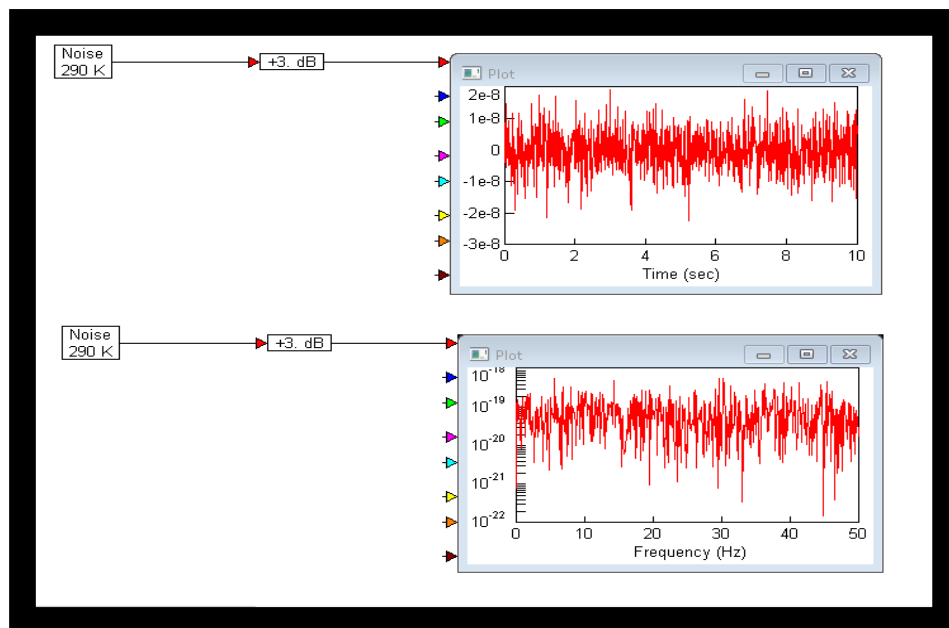 Noise
290 K
+3. dB
Plot
2e-8
1e-8
0
-1e-8
-2e-8
-3e-8
0 2 4 6 8 10
Time (sec)
Noise
290 K
+3. dB
Plot
10-18
10-19
10-20
10-21
10-22
0 10 20 30 40 50
Frequency (Hz)